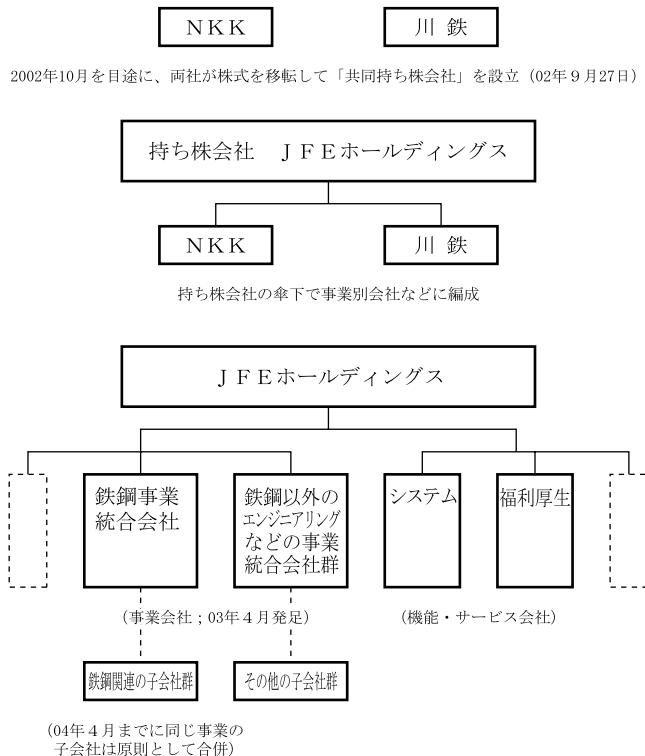 NKK
川 鉄
2002年10月を目途に、両社が株式を移転して「共同持ち株会社」を設立（02年９月27日）
持ち株会社　ＪＦＥホールディングス
NKK
川 鉄
持ち株会社の傘下で事業別会社などに編成
ＪＦＥホールディングス
鉄鋼事業
統合会社
鉄鋼以外の
エンジニアリング
などの事業
統合会社群
システム
福利厚生
（事業会社；03年４月発足）
（機能・サービス会社）
鉄鋼関連の子会社群
その他の子会社群
（04年４月までに同じ事業の
子会社は原則として合併）